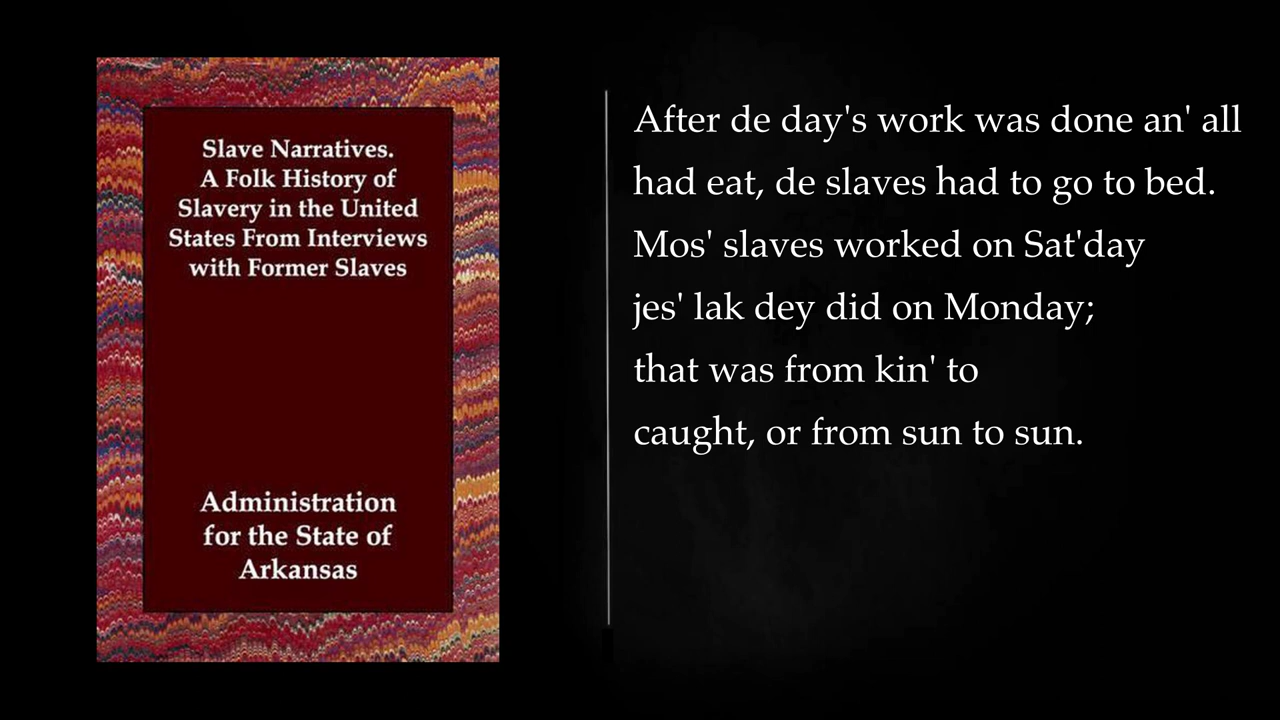 Slave Narratives.
A Folk History of
Slavery in the United
States From Interviews
with Former Slaves
Administration
for the State of
Arkansas
After de day's work was done an' all
had eat, de slaves had to go to bed.
Mos' slaves worked on Sat'day
jes' lak dey did on Monday;
that was from kin' to
caught, or from sun to sun.